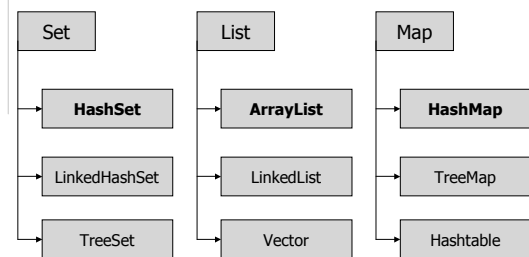 Set
List
Map
HashSet
ArrayList
HashMap
LinkedHashSet
LinkedList
TreeMap
TreeSet
Vector
Hashtable